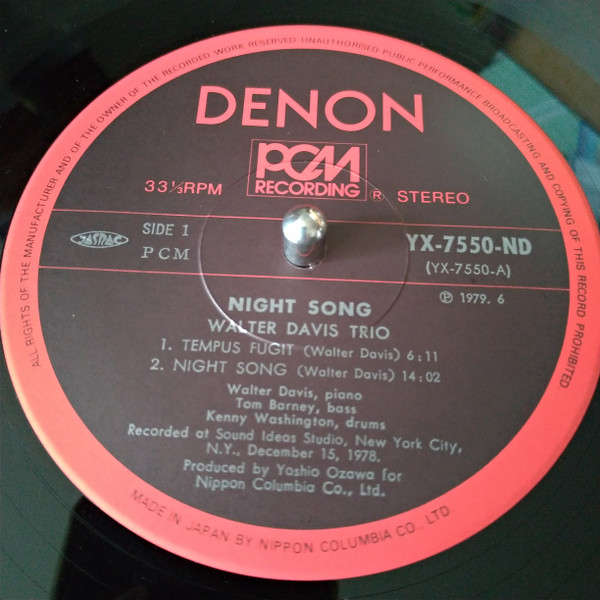 ALL RIGHTS OF THE MANUFACTURER AND OF THE OWNER OF THE RECORDED WORK RESERVED UNAUTHORISED PUBLIC PERFORMANCE BROADCASTING AND COPYING OF THIS RECORD PROHIBITED
DENON
PCM
RECORDING
33⅓RPM
® STEREO
JASRAC
SIDE 1
PCM
YX-7550-ND
(YX-7550-A)
℗ 1979. 6
NIGHT SONG
WALTER DAVIS TRIO
1. TEMPUS FUGIT (Walter Davis) 6:11
2. NIGHT SONG (Walter Davis) 14:02
Walter Davis, piano
Tom Barney, bass
Kenny Washington, drums
Recorded at Sound Ideas Studio, New York City,
N.Y., December 15, 1978.
Produced by Yoshio Ozawa for
Nippon Columbia Co., Ltd.
MADE IN JAPAN BY NIPPON COLUMBIA CO., LTD